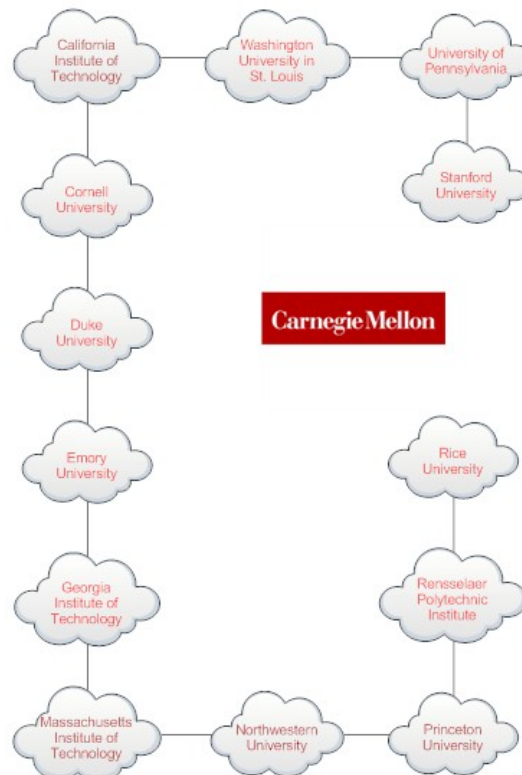 California
Institute of
Technology
Washington
University in
St. Louis
University of
Pennsylvania
Cornell
University
Stanford
University
Duke
University
Carnegie Mellon
Emory
University
Rice
University
Georgia
Institute of
Technology
Rensselaer
Polytechnic
Institute
Massachusetts
Institute of
Technology
Northwestern
University
Princeton
University